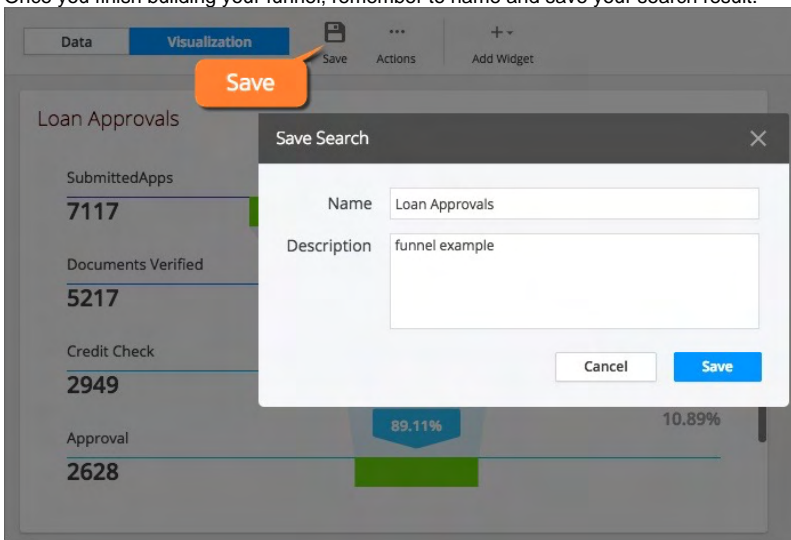 Once you finish building your funnel, remember to name and save your search result.
Data Visualization Save Actions Add Widget
Save
Loan Approvals
Save Search
SubmittedApps
7117
Name Loan Approvals
Description funnel example
Documents Verified
5217
Credit Check
Cancel Save
2949
89.11% 10.89%
Approval
2628